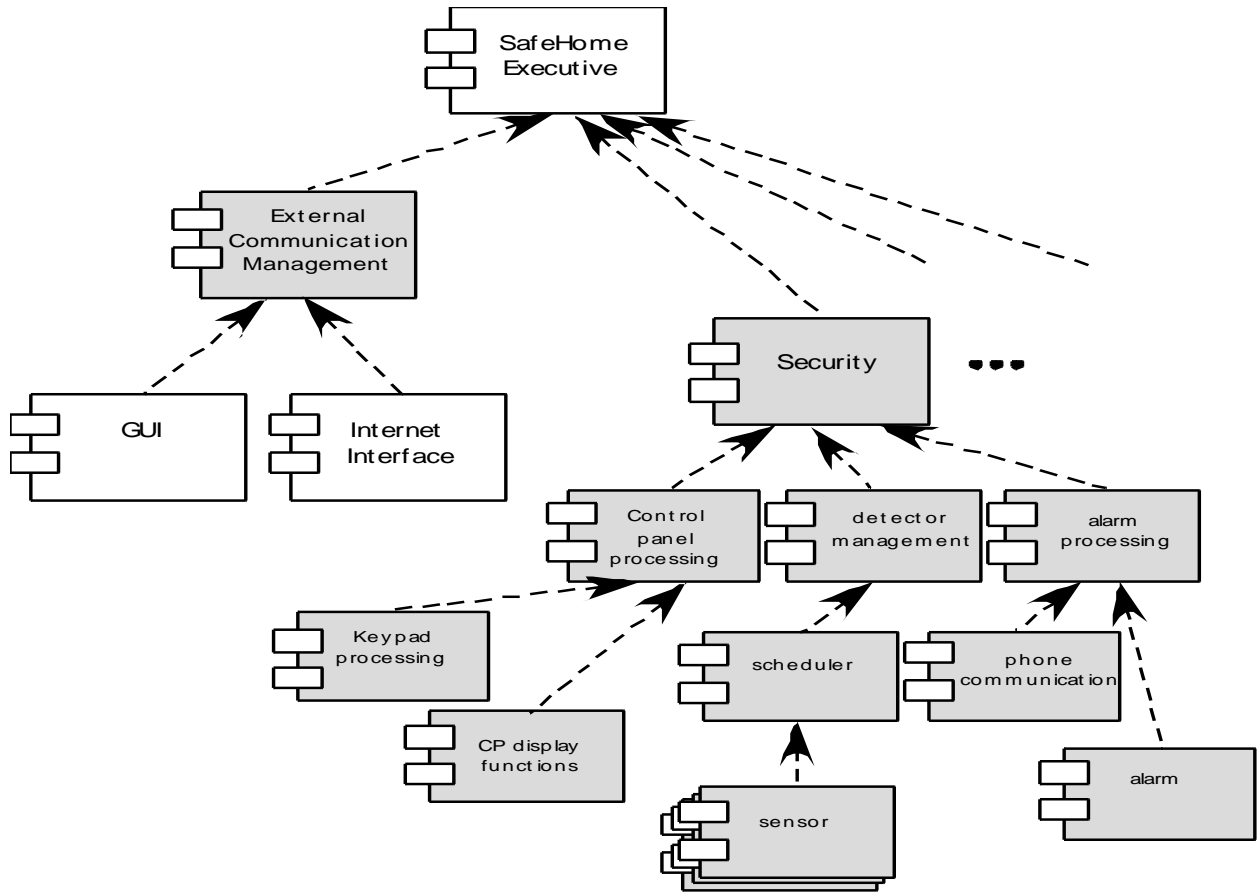 SafeHome
Executive
External
Communication
Management
Security
GUI
Internet
Interface
Control
panel
processing
detector
management
alarm
processing
Keypad
processing
scheduler
phone
communication
CP display
functions
alarm
sensor